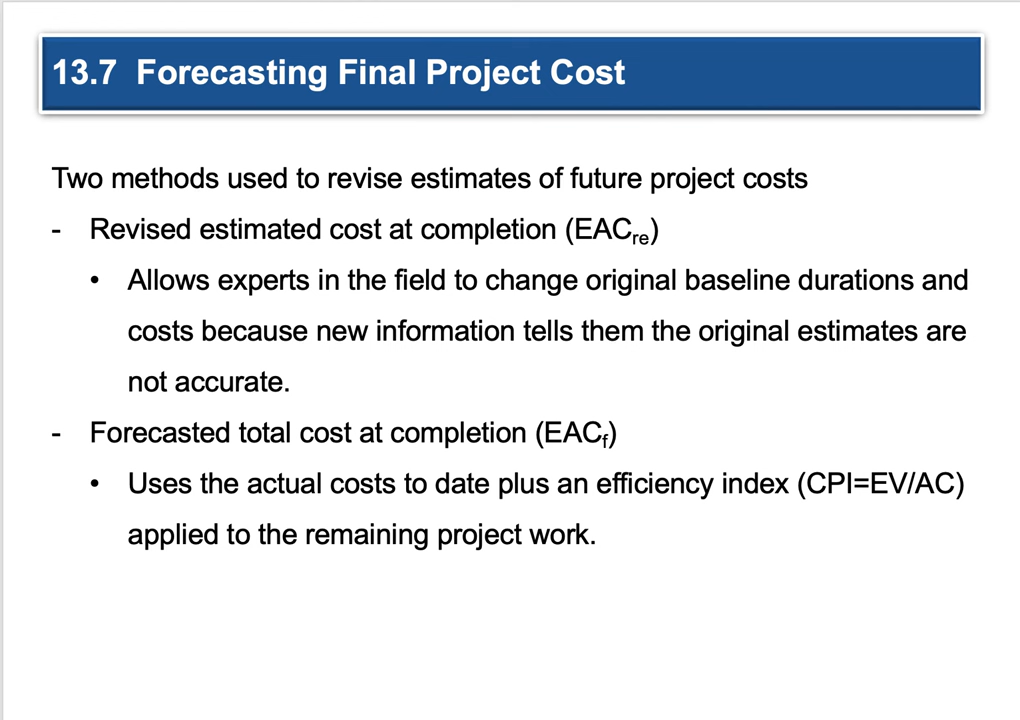 13.7 Forecasting Final Project Cost
Two methods used to revise estimates of future project costs
- Revised estimated cost at completion (EACre)
• Allows experts in the field to change original baseline durations and
costs because new information tells them the original estimates are
not accurate.
- Forecasted total cost at completion (EACf)
• Uses the actual costs to date plus an efficiency index (CPI=EV/AC)
applied to the remaining project work.